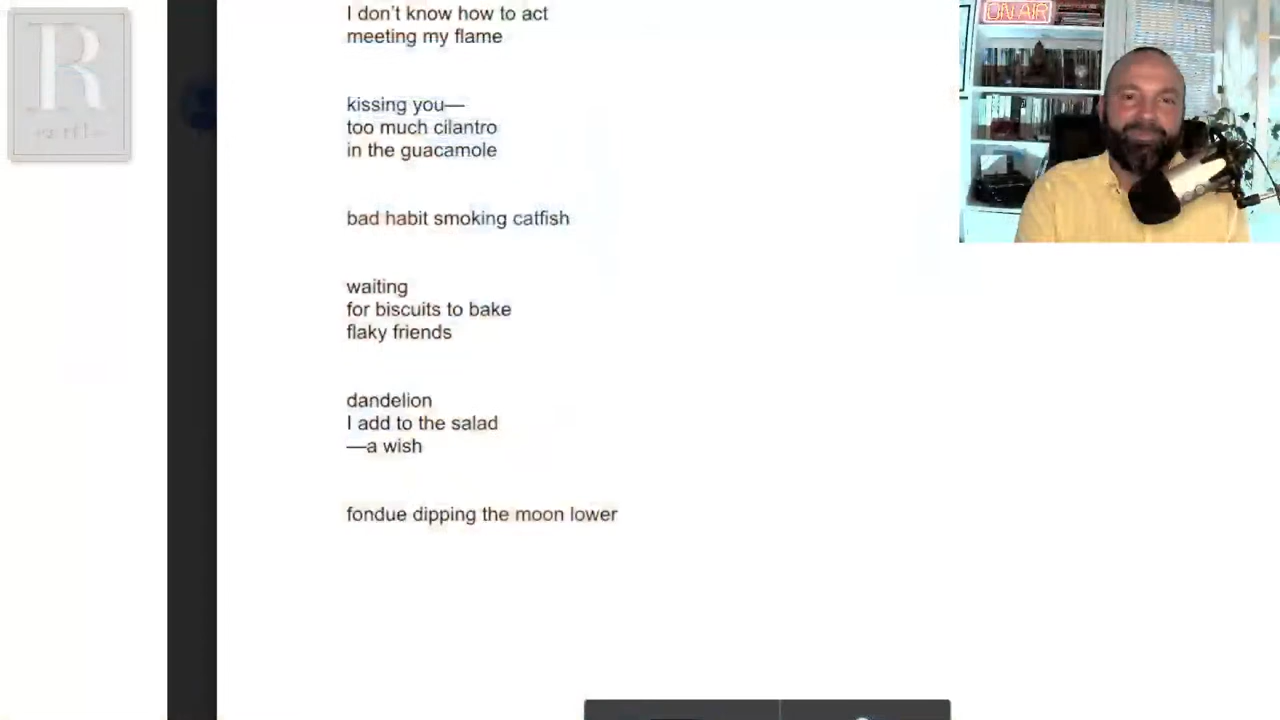 R
ON AIR
I don't know how to act
meeting my flame
kissing you—
too much cilantro
in the guacamole
bad habit smoking catfish
waiting
for biscuits to bake
flaky friends
dandelion
I add to the salad
—a wish
fondue dipping the moon lower